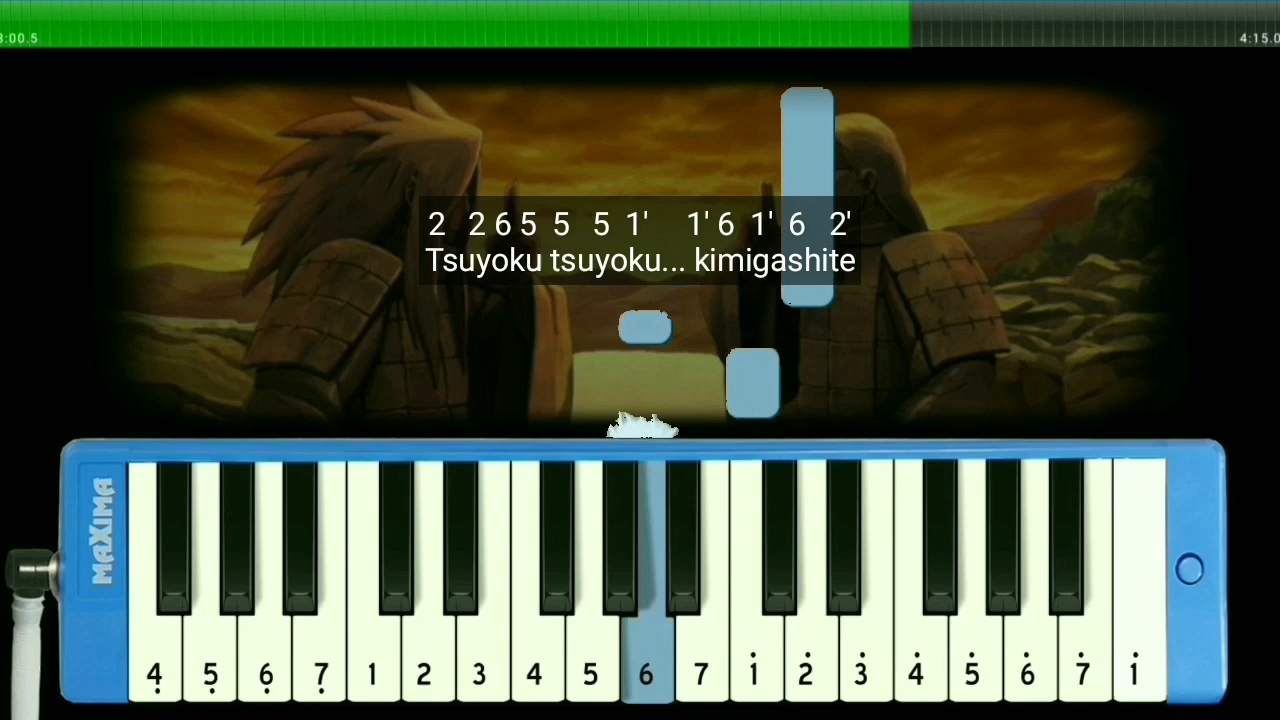 3:00.5 4:15.0
2 2 6 5 5 5 1' 1' 6 1' 6 2'
Tsuyoku tsuyoku... kimigashite
MAXIMA
4̣ 5̣ 6̣ 7̣ 1 2 3 4 5 6 7 1̇ 2̇ 3̇ 4̇ 5̇ 6̇ 7̇ 1̇